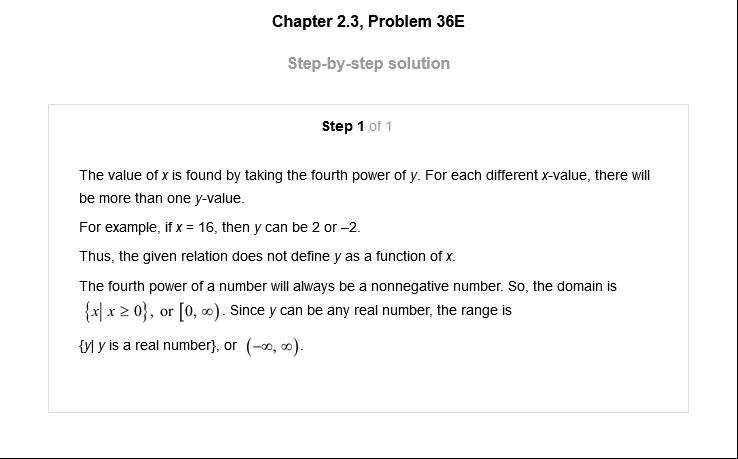 Chapter 2.3, Problem 36E
Step-by-step solution
Step 1 of 1
The value of x is found by taking the fourth power of y. For each different x-value, there will
be more than one y-value.
For example, if x = 16, then y can be 2 or –2.
Thus, the given relation does not define y as a function of x.
The fourth power of a number will always be a nonnegative number. So, the domain is
{x| x ≥ 0}, or [0, ∞). Since y can be any real number, the range is
{y| y is a real number}, or (−∞, ∞).